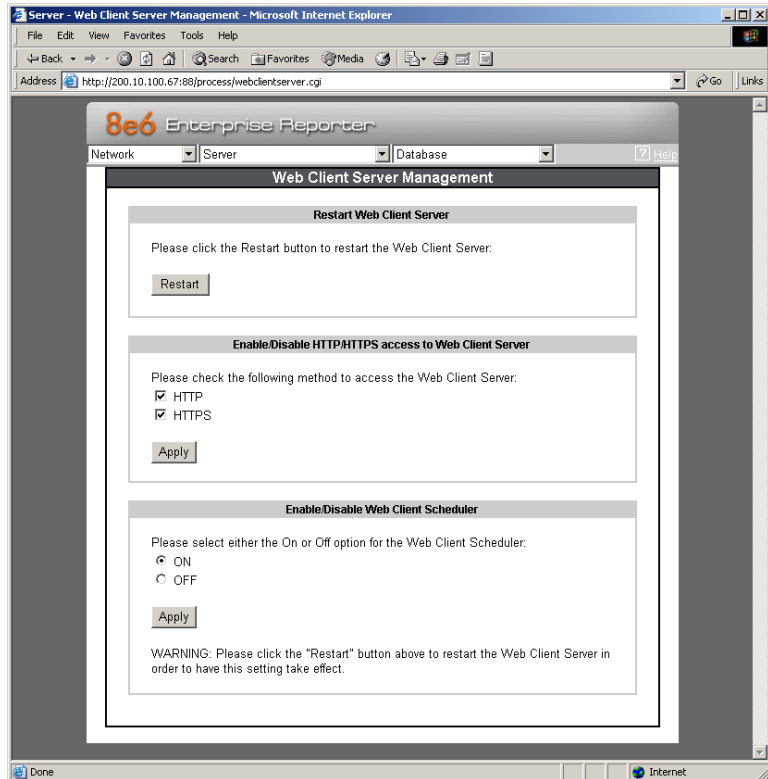 Server - Web Client Server Management - Microsoft Internet Explorer
File Edit View Favorites Tools Help
Back Search Favorites Media
Address http://200.10.100.67:88/process/webclientserver.cgi Go Links
8e6 Enterprise Reporter
Network Server Database ? Help
Web Client Server Management
Restart Web Client Server
Please click the Restart button to restart the Web Client Server:
Restart
Enable/Disable HTTP/HTTPS access to Web Client Server
Please check the following method to access the Web Client Server:
HTTP
HTTPS
Apply
Enable/Disable Web Client Scheduler
Please select either the On or Off option for the Web Client Scheduler:
ON
OFF
Apply
WARNING: Please click the "Restart" button above to restart the Web Client Server in
order to have this setting take effect.
Done Internet